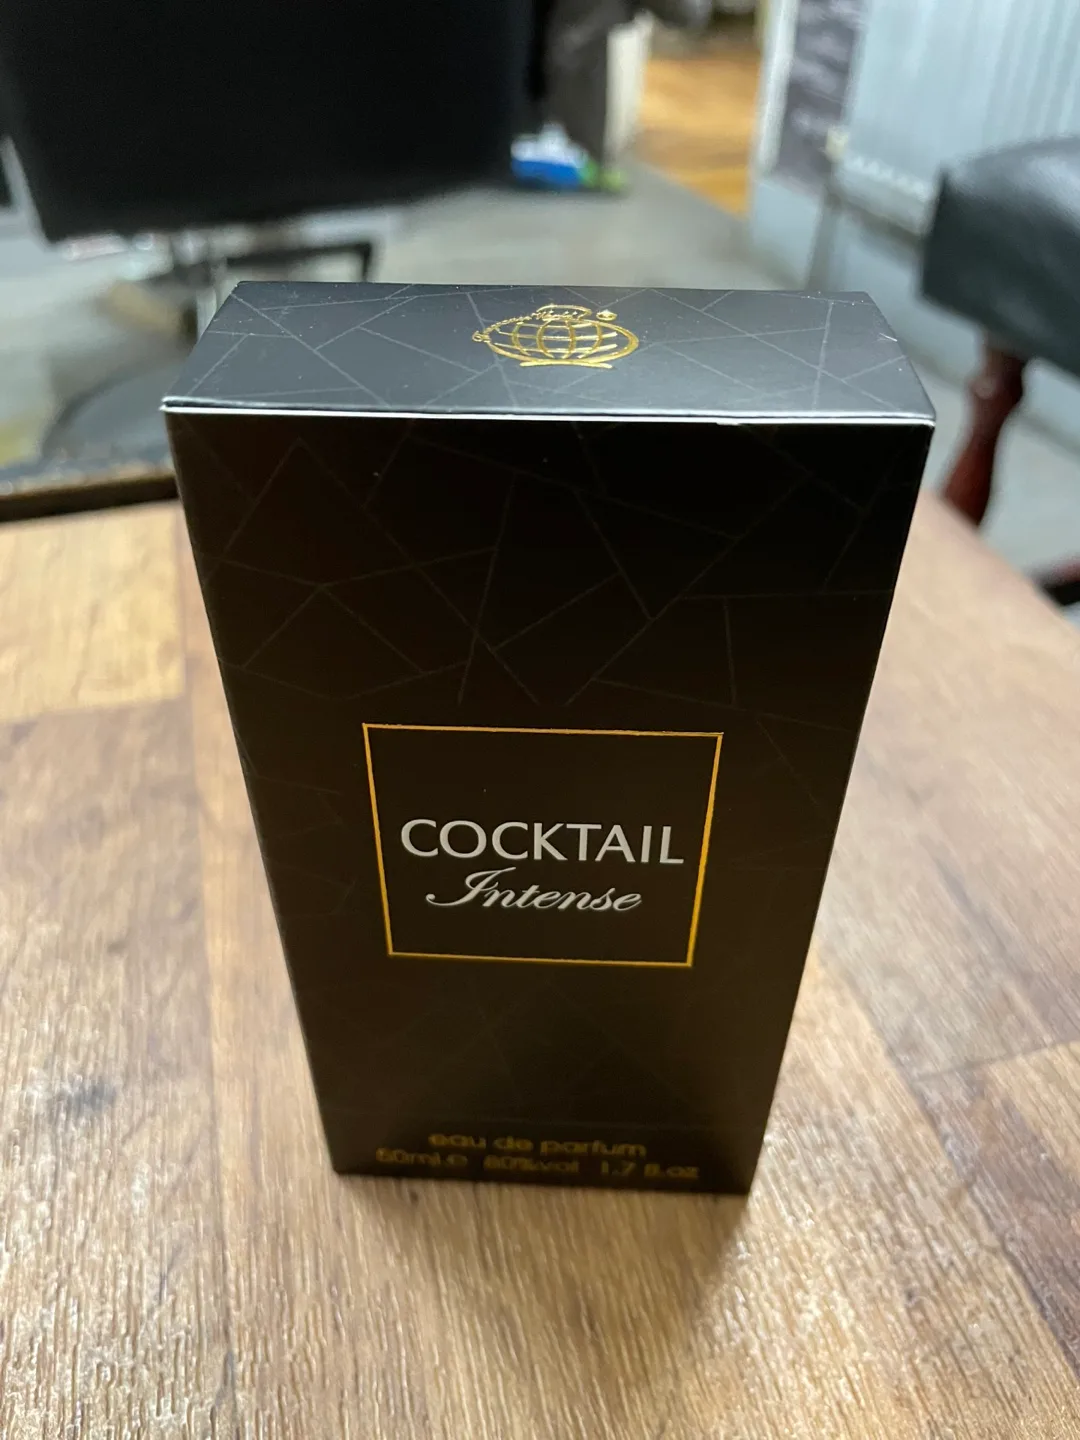 COCKTAIL
Intense
eau de parfum
50ml.e 80%vol 1.7 fl.oz